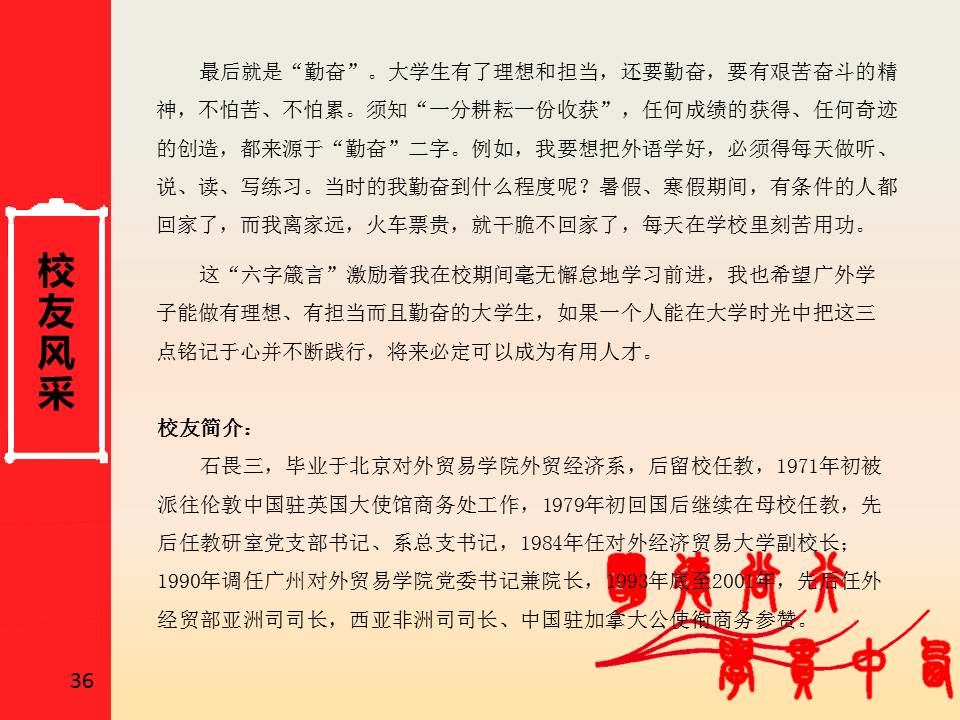 最后就是“勤奋”。大学生有了理想和担当，还要勤奋，要有艰苦奋斗的精
神，不怕苦、不怕累。须知“一分耕耘一份收获”，任何成绩的获得、任何奇迹
的创造，都来源于“勤奋”二字。例如，我要想把外语学好，必须得每天做听、
说、读、写练习。当时的我勤奋到什么程度呢？暑假、寒假期间，有条件的人都
回家了，而我离家远，火车票贵，就干脆不回家了，每天在学校里刻苦用功。
这“六字箴言”激励着我在校期间毫无懈怠地学习前进，我也希望广外学
子能做有理想、有担当而且勤奋的大学生，如果一个人能在大学时光中把这三
点铭记于心并不断践行，将来必定可以成为有用人才。
校友简介：
石畏三，毕业于北京对外贸易学院外贸经济系，后留校任教，1971年初被
派往伦敦中国驻英国大使馆商务处工作，1979年初回国后继续在母校任教，先
后任教研室党支部书记、系总支书记，1984年任对外经济贸易大学副校长；
1990年调任广州对外贸易学院党委书记兼院长，1993年底至2001年，先后任外
经贸部亚洲司司长，西亚非洲司司长、中国驻加拿大公使衔商务参赞。
校
友
风
采
德尚行
學貫中
36